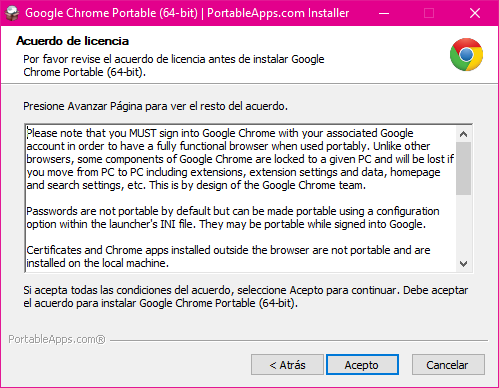 Google Chrome Portable (64-bit) | PortableApps.com Installer
Acuerdo de licencia
Por favor revise el acuerdo de licencia antes de instalar Google
Chrome Portable (64-bit).
Presione Avanzar Página para ver el resto del acuerdo.
Please note that you MUST sign into Google Chrome with your associated Google
account in order to have a fully functional browser when used portably. Unlike other
browsers, some components of Google Chrome are locked to a given PC and will be lost if
you move from PC to PC including extensions, extension settings and data, homepage
and search settings, etc. This is by design of the Google Chrome team.
Passwords are not portable by default but can be made portable using a configuration
option within the launcher's INI file. They may be portable while signed into Google.
Certificates and Chrome apps installed outside the browser are not portable and are
installed on the local machine.
Si acepta todas las condiciones del acuerdo, seleccione Acepto para continuar. Debe aceptar
el acuerdo para instalar Google Chrome Portable (64-bit).
PortableApps.com®
< Atrás
Acepto
Cancelar